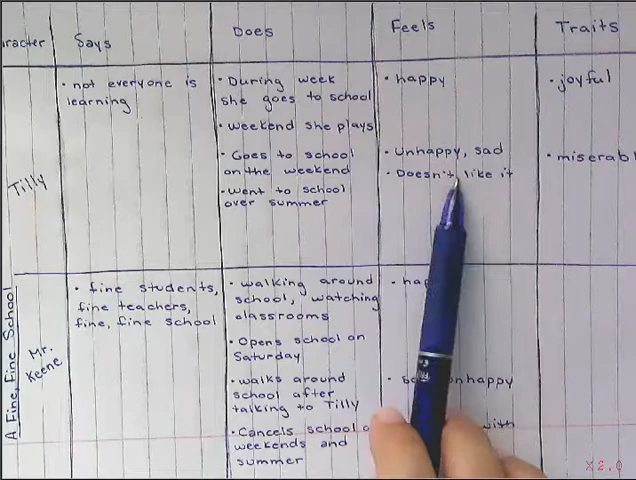 Says
Does
Feels
Traits
Tilly
• not everyone is
learning
• During week
she goes to school
• weekend she plays
• Goes to school
on the weekend
• Went to school
over summer
• happy
• Unhappy, sad
• Doesn't like it
• joyful
A Fine, Fine School
Mr.
Keene
• fine students,
fine teachers,
fine, fine school
• walking around
school, watching
classrooms
• Opens school on
Saturday
• walks around
school after
talking to Tilly
• Cancels school
weekends and
summer
unhappy
with
X2.0